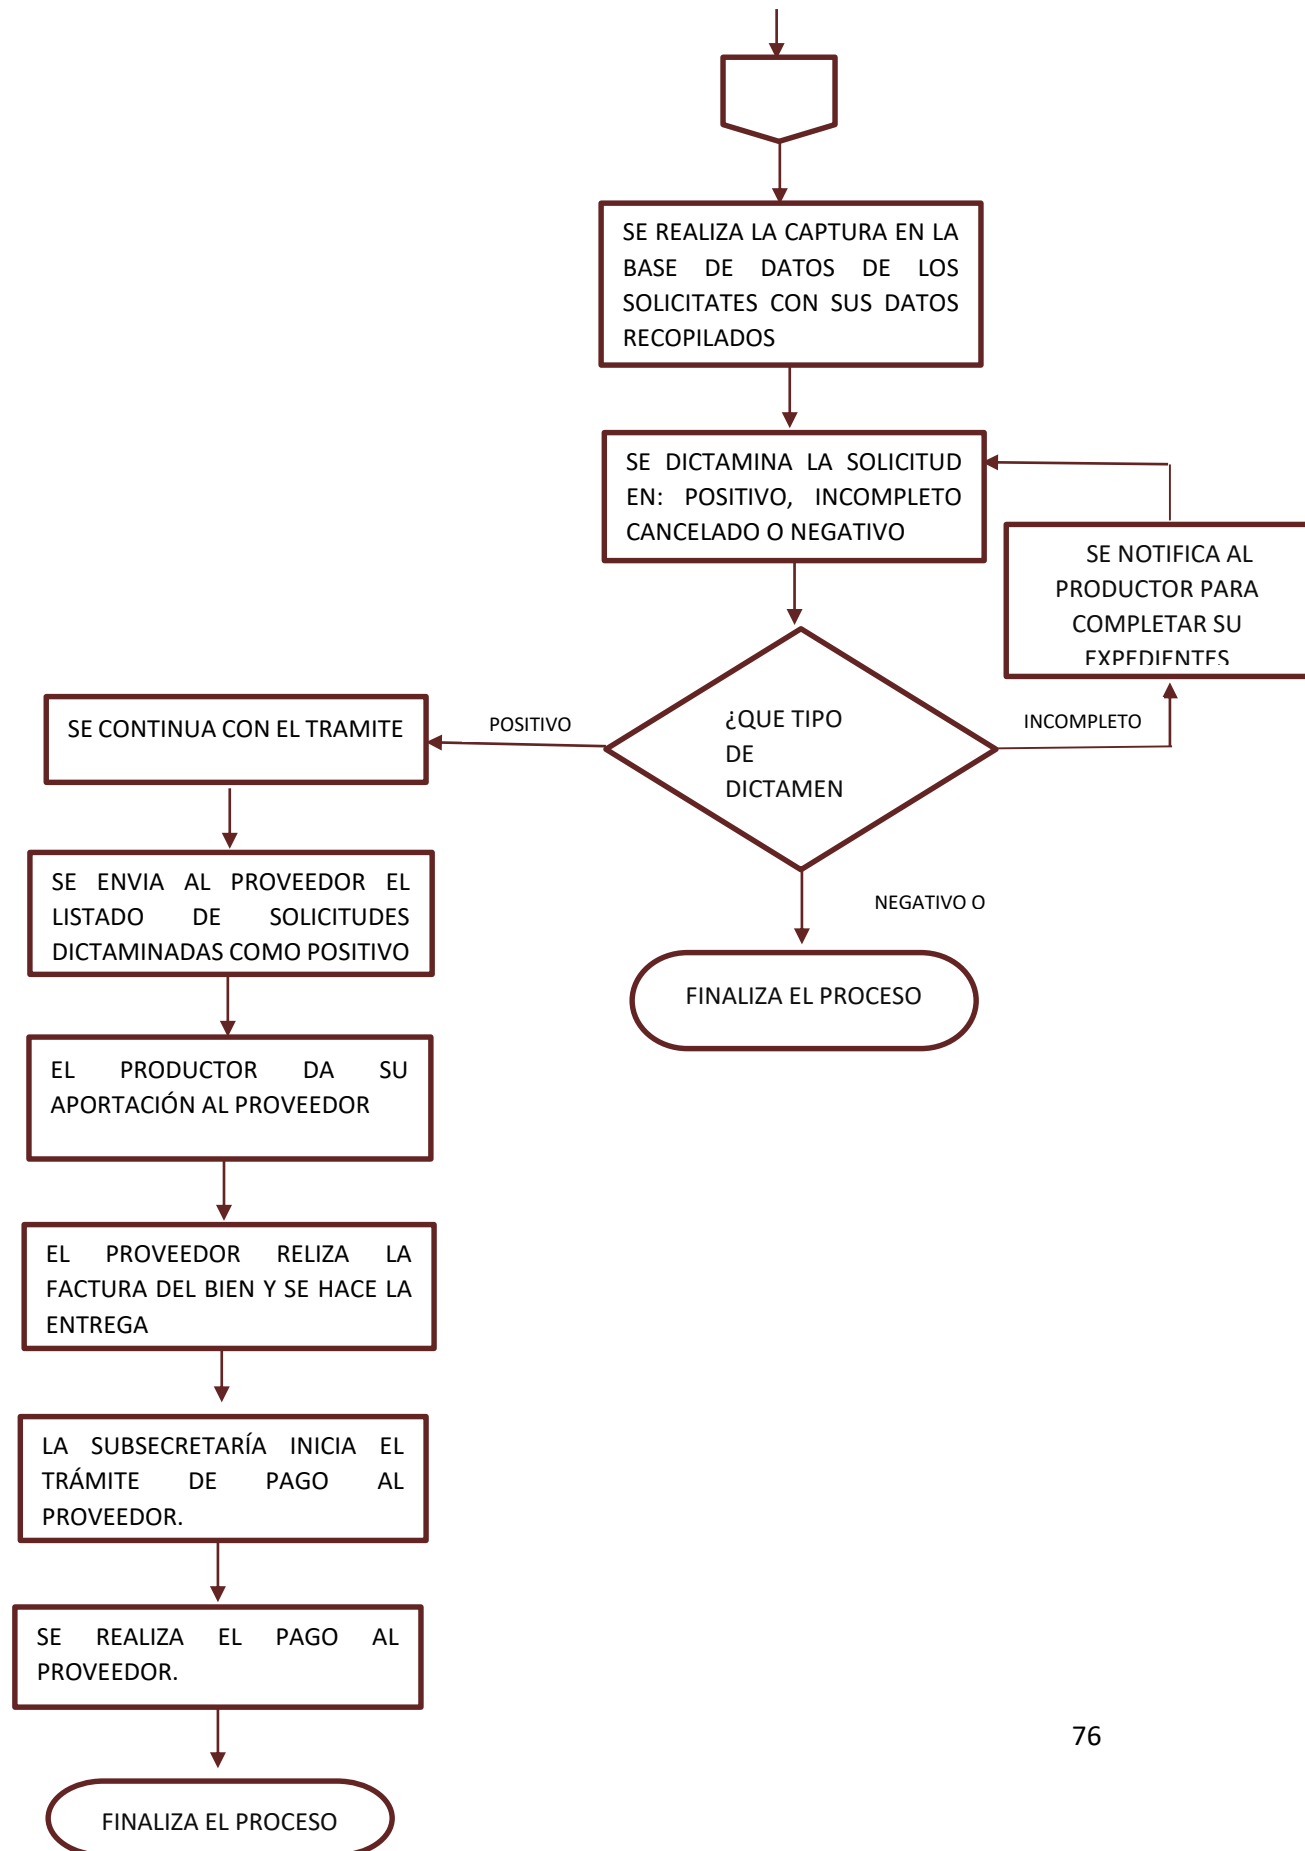 SE REALIZA LA CAPTURA EN LA
BASE DE DATOS DE LOS
SOLICITATES CON SUS DATOS
RECOPILADOS
SE DICTAMINA LA SOLICITUD
EN: POSITIVO, INCOMPLETO
CANCELADO O NEGATIVO
SE NOTIFICA AL
PRODUCTOR PARA
COMPLETAR SU
EXPEDIENTES
¿QUE TIPO
DE
DICTAMEN
POSITIVO
INCOMPLETO
NEGATIVO O
FINALIZA EL PROCESO
SE CONTINUA CON EL TRAMITE
SE ENVIA AL PROVEEDOR EL
LISTADO DE SOLICITUDES
DICTAMINADAS COMO POSITIVO
EL PRODUCTOR DA SU
APORTACIÓN AL PROVEEDOR
EL PROVEEDOR RELIZA LA
FACTURA DEL BIEN Y SE HACE LA
ENTREGA
LA SUBSECRETARÍA INICIA EL
TRÁMITE DE PAGO AL
PROVEEDOR.
SE REALIZA EL PAGO AL
PROVEEDOR.
FINALIZA EL PROCESO
76